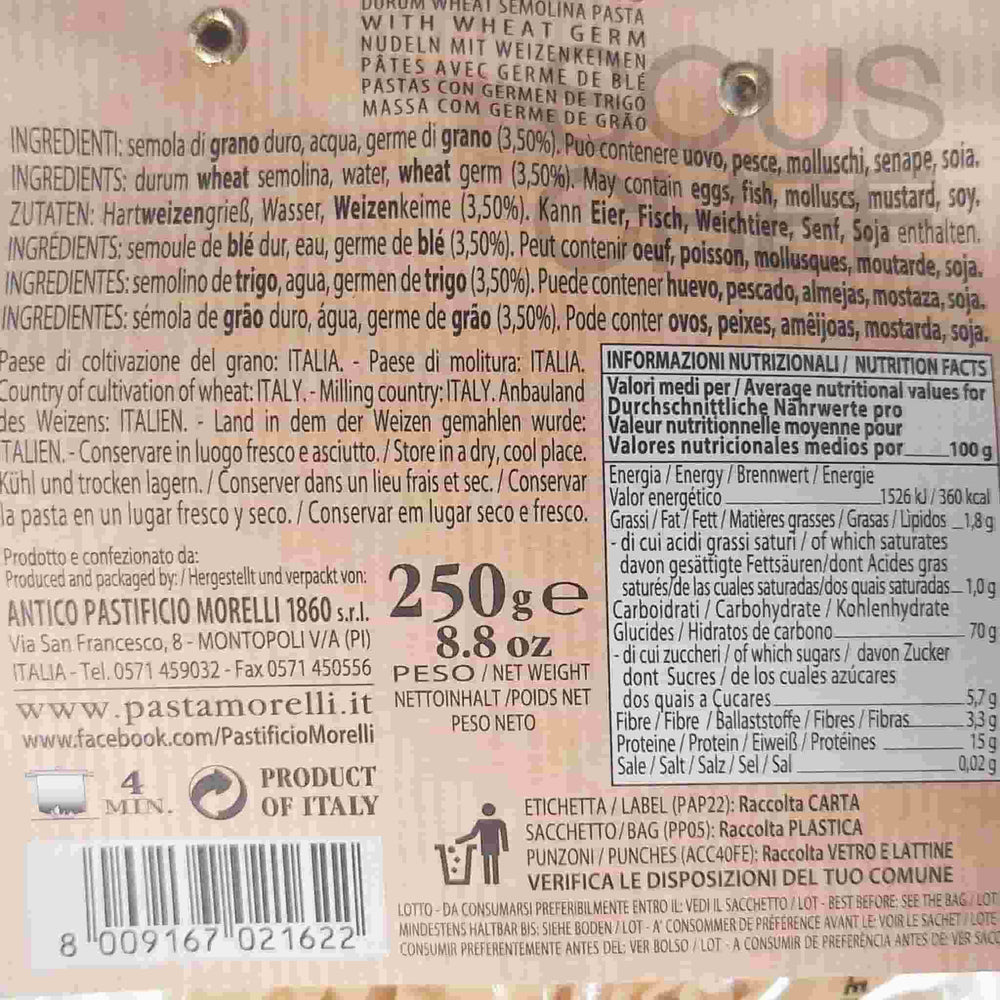 DURUM WHEAT SEMOLINA PASTA
WITH WHEAT GERM
NUDELN MIT WEIZENKEIMEN
PÂTES AVEC GERME DE BLÉ
PASTAS CON GERMEN DE TRIGO
MASSA COM GERME DE GRÃO
OUS
INGREDIENTI: semola di grano duro, acqua, germe di grano (3,50%). Può contenere uovo, pesce, molluschi, senape, soia.
INGREDIENTS: durum wheat semolina, water, wheat germ (3,50%). May contain eggs, fish, molluscs, mustard, soy.
ZUTATEN: Hartweizengrieß, Wasser, Weizenkeime (3,50%). Kann Eier, Fisch, Weichtiere, Senf, Soja enthalten.
INGRÉDIENTS: semoule de blé dur, eau, germe de blé (3,50%). Peut contenir oeuf, poisson, mollusques, moutarde, soja.
INGREDIENTES: semolino de trigo, agua, germen de trigo (3,50%). Puede contener huevo, pescado, almejas, mostaza, soja.
INGREDIENTES: sémola de grão duro, água, germe de grão (3,50%). Pode conter ovos, peixes, amêijoas, mostarda, soja.
Paese di coltivazione del grano: ITALIA. - Paese di molitura: ITALIA.
Country of cultivation of wheat: ITALY. - Milling country: ITALY. Anbauland
des Weizens: ITALIEN. - Land in dem der Weizen gemahlen wurde:
ITALIEN. - Conservare in luogo fresco e asciutto. / Store in a dry, cool place.
Kühl und trocken lagern. / Conserver dans un lieu frais et sec. / Conservar
la pasta en un lugar fresco y seco. / Conservar em lugar seco e fresco.
INFORMAZIONI NUTRIZIONALI / NUTRITION FACTS
Valori medi per / Average nutritional values for
Durchschnittliche Nährwerte pro
Valeur nutritionnelle moyenne pour
Valores nutricionales medios por 100 g
Energia / Energy / Brennwert / Energie
Valor energético 1526 kJ / 360 kcal
Grassi / Fat / Fett / Matières grasses / Grasas / Lipidos 1,8 g
- di cui acidi grassi saturi / of which saturates
davon gesättigte Fettsäuren/dont Acides gras
saturés/de las cuales saturadas/dos quais saturadas 1,0 g
Carboidrati / Carbohydrate / Kohlenhydrate
Glucides / Hidratos de carbono 70 g
- di cui zuccheri / of which sugars / davon Zucker
dont Sucres / de los cuales azúcares
dos quais a Çucares 5,7 g
Fibre / Fibre / Ballaststoffe / Fibres / Fibras 3,3 g
Proteine / Protein / Eiweiß / Protéines 15 g
Sale / Salt / Salz / Sel / Sal 0,02 g
Prodotto e confezionato da:
Produced and packaged by: / Hergestellt und verpackt von:
ANTICO PASTIFICIO MORELLI 1860 s.r.l.
Via San Francesco, 8 - MONTOPOLI V/A (PI)
ITALIA - Tel. 0571 459032 - Fax 0571 450556
www.pastamorelli.it
www.facebook.com/PastificioMorelli
250 g e
8.8 oz
PESO / NET WEIGHT
NETTOINHALT /POIDS NET
PESO NETO
4
MIN.
PRODUCT
OF ITALY
8 009167 021622
ETICHETTA / LABEL (PAP22): Raccolta CARTA
SACCHETTO/BAG (PP05): Raccolta PLASTICA
PUNZONI / PUNCHES (ACC40FE): Raccolta VETRO E LATTINE
VERIFICA LE DISPOSIZIONI DEL TUO COMUNE
LOTTO - DA CONSUMARSI PREFERIBILMENTE ENTRO IL: VEDI IL SACCHETTO / LOT - BEST BEFORE: SEE THE BAG / LOT
MINDESTENS HALTBAR BIS: SIEHE BODEN / LOT - A' CONSOMMER DE PRÉFÉRENCE AVANT LE: VOIR LE SACHET / LOTE
CONSUMIR PREFERENTEMENTE ANTES DEL: VER BOLSO / LOT - A CONSUMIR DE PREFERÊNCIA ANTES DE: VER SACO